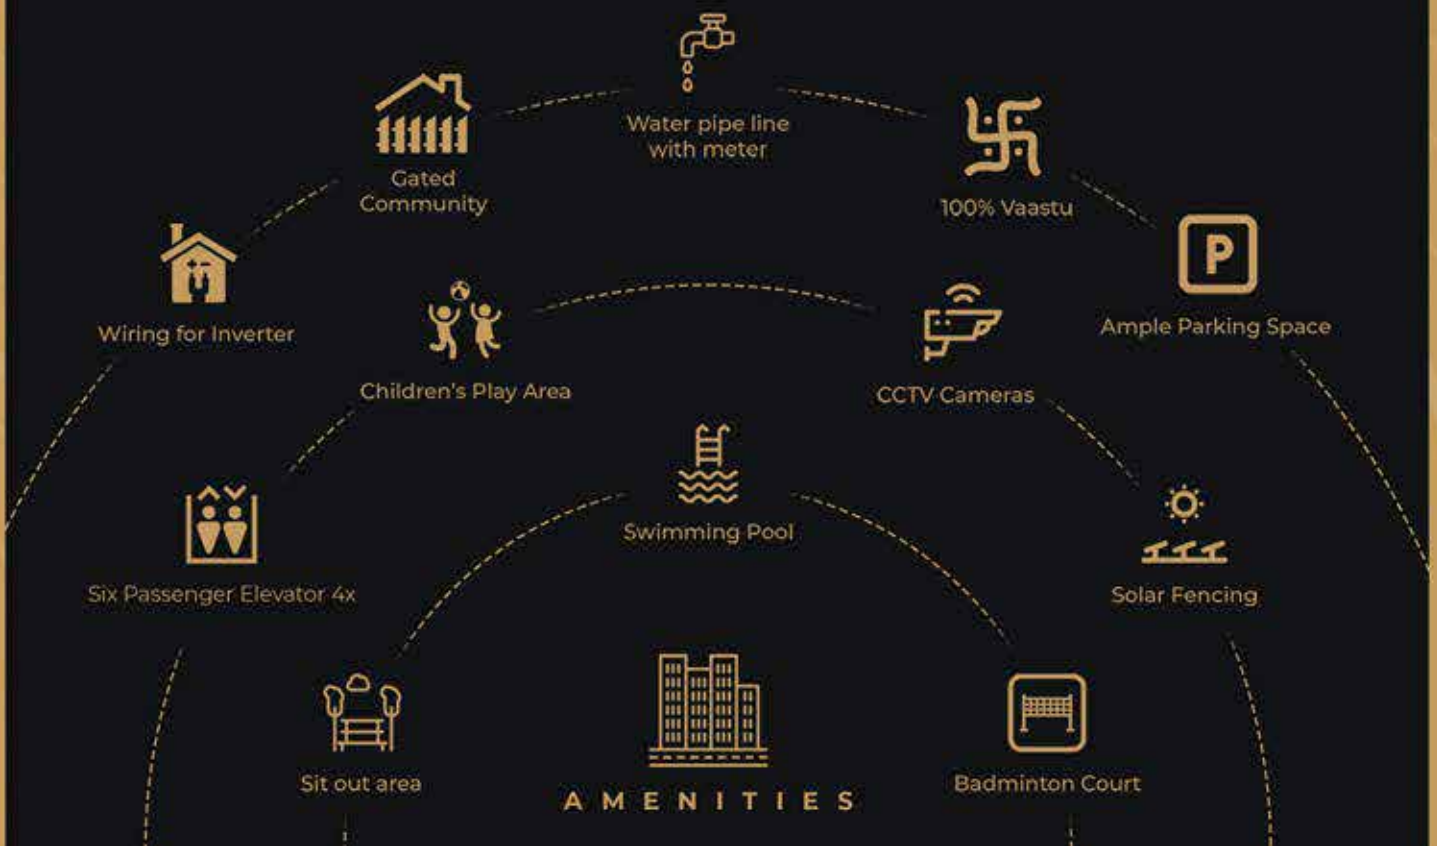 Water pipe line
with meter
Gated
Community
100% Vaastu
P
Wiring for Inverter
Ample Parking Space
Children's Play Area
CCTV Cameras
Swimming Pool
Six Passenger Elevator 4x
Solar Fencing
Sit out area
AMENITIES
Badminton Court